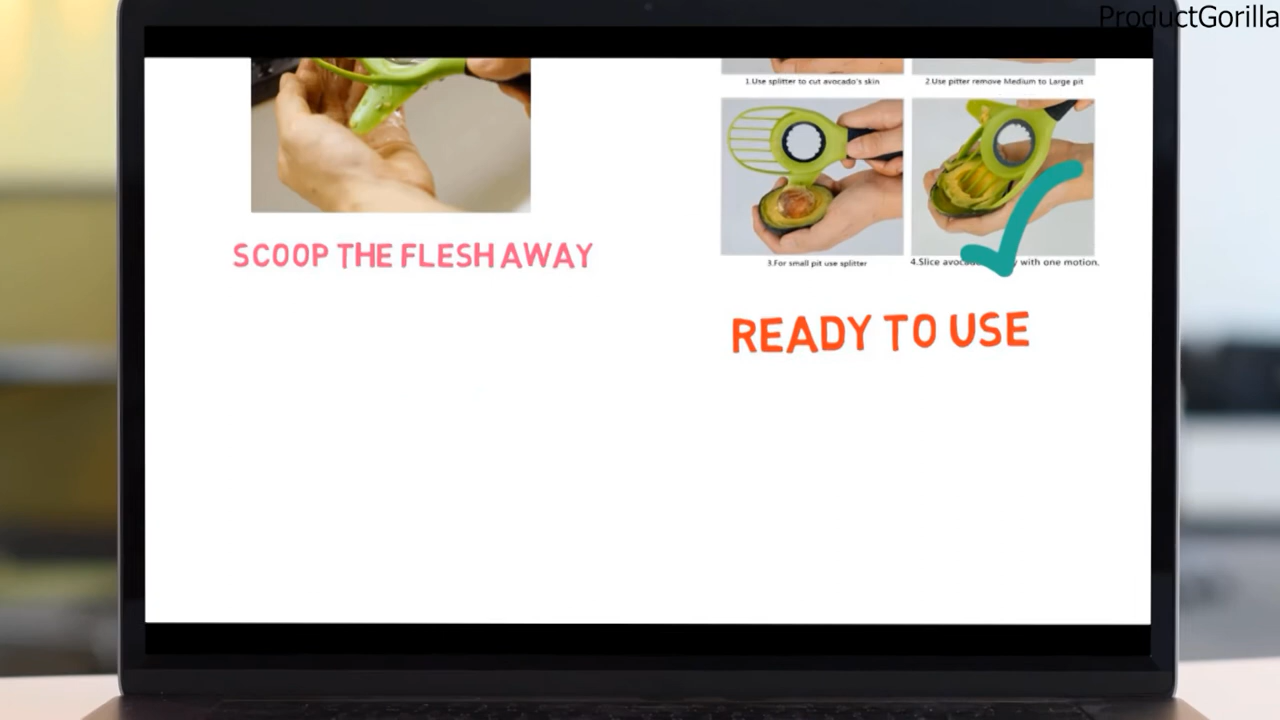 ProductGorilla
1.Use splitter to cut avocado's skin
2.Use pitter remove Medium to Large pit
3.For small pit use splitter
4.Slice with one motion.
SCOOP THE FLESH AWAY
READY TO USE